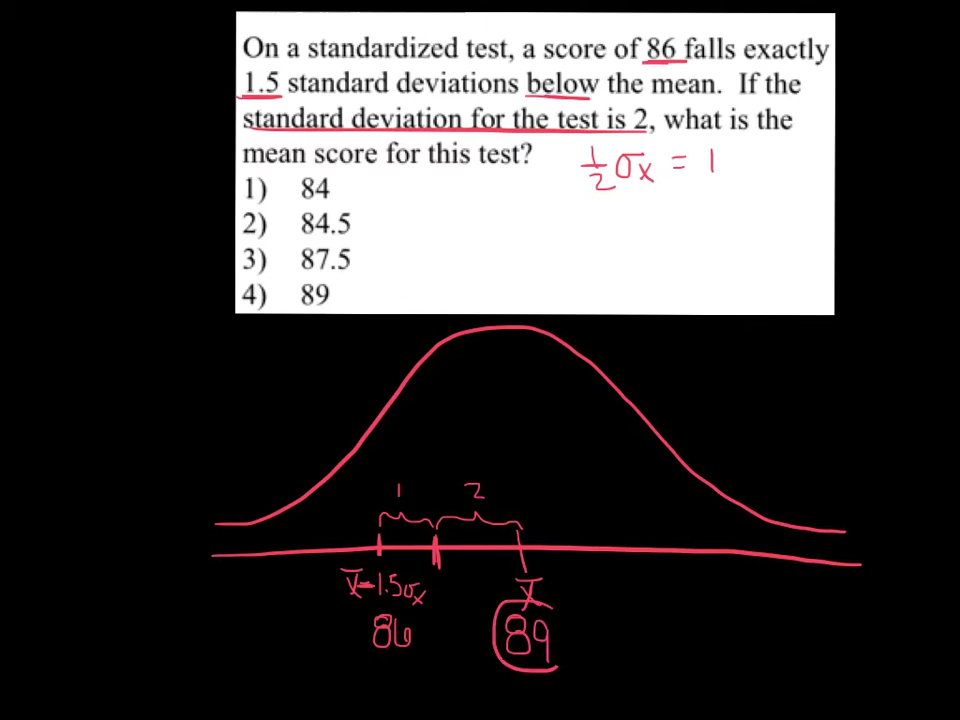 On a standardized test, a score of 86 falls exactly
1.5 standard deviations below the mean. If the
standard deviation for the test is 2, what is the
mean score for this test?
½σx = 1
1) 84
2) 84.5
3) 87.5
4) 89
1 2
x̅-1.5σx x̅
86 89